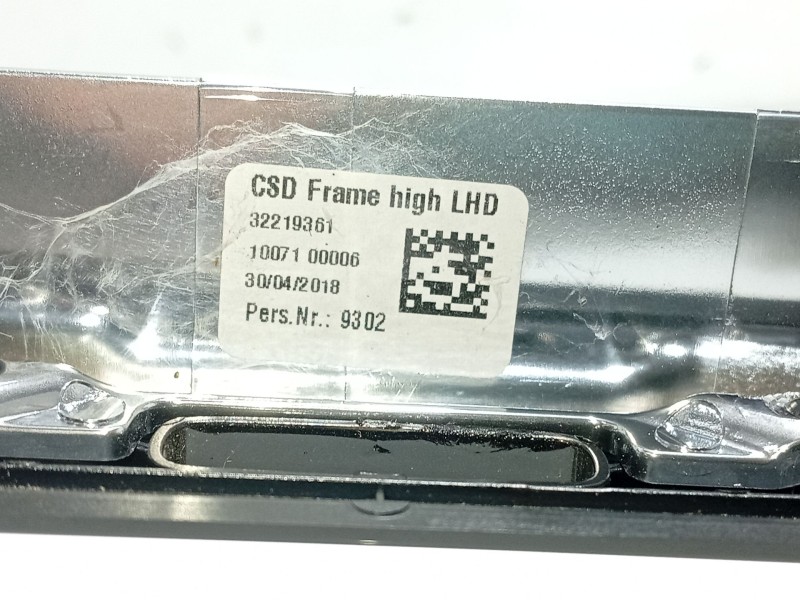 CSD Frame high LHD
32219361
10071 00006
30/04/2018
Pers.Nr.: 9302